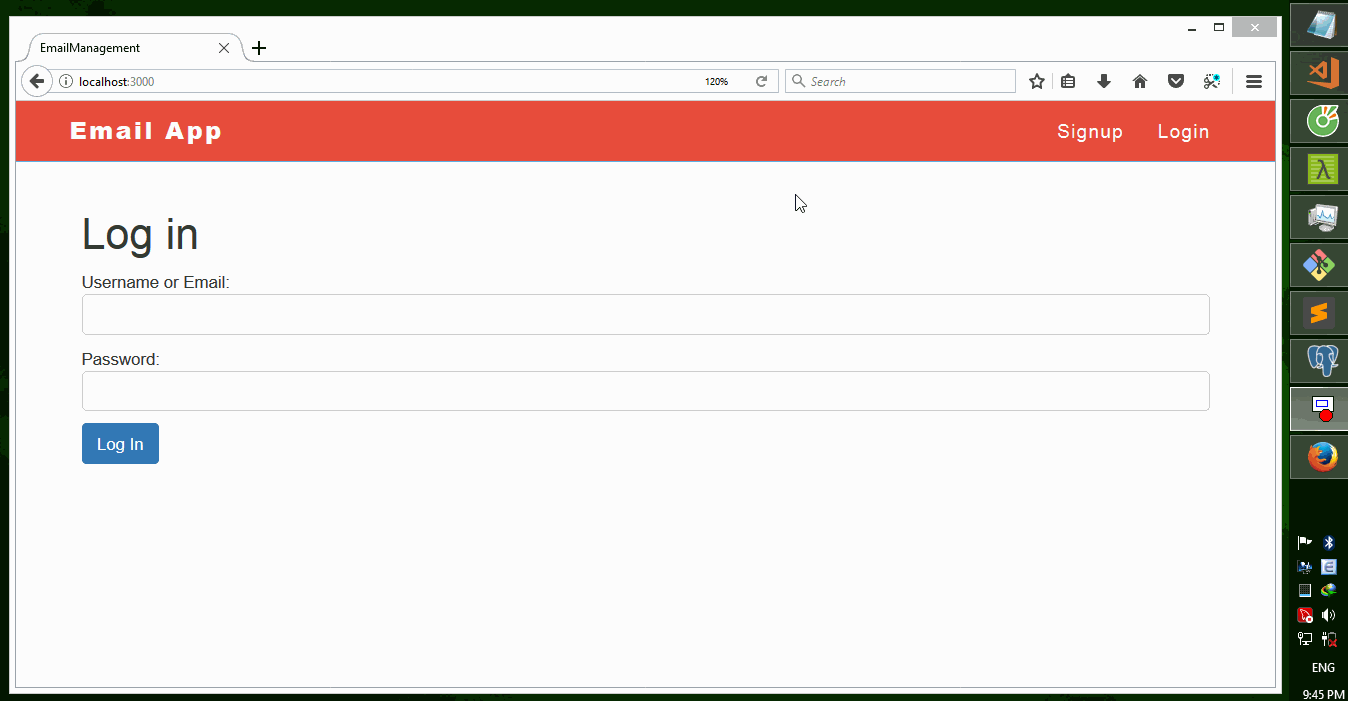 EmailManagement
localhost:3000
120%
Search
Email App
Signup
Login
Log in
Username or Email:
Password:
Log In
ENG
9:45 PM